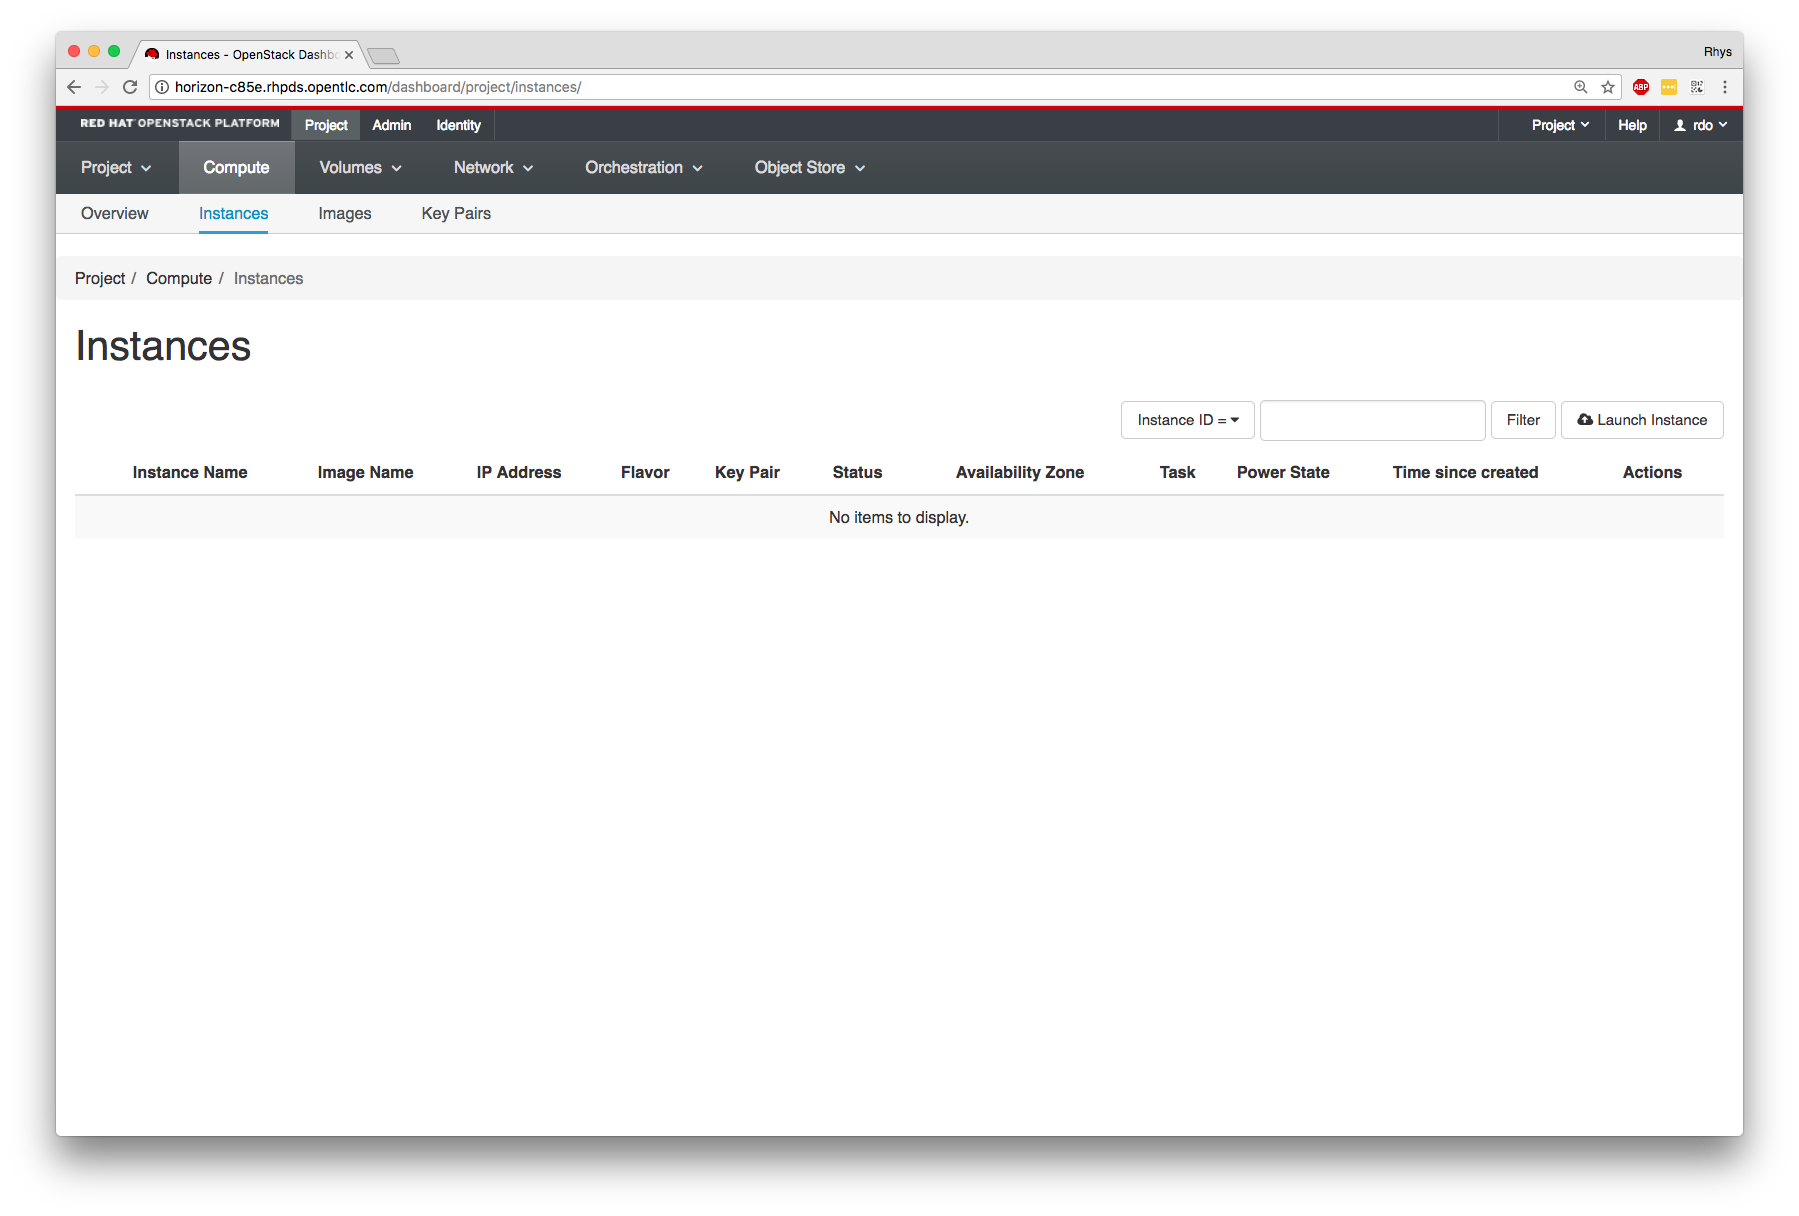 Instances - OpenStack Dashbo
Rhys
horizon-c85e.rhpds.opentlc.com/dashboard/project/instances/
ABP
RED HAT OPENSTACK PLATFORM Project Admin Identity Project Help rdo
Project Compute Volumes Network Orchestration Object Store
Overview Instances Images Key Pairs
Project / Compute / Instances
Instances
Instance ID = Filter Launch Instance
Instance Name Image Name IP Address Flavor Key Pair Status Availability Zone Task Power State Time since created Actions
No items to display.